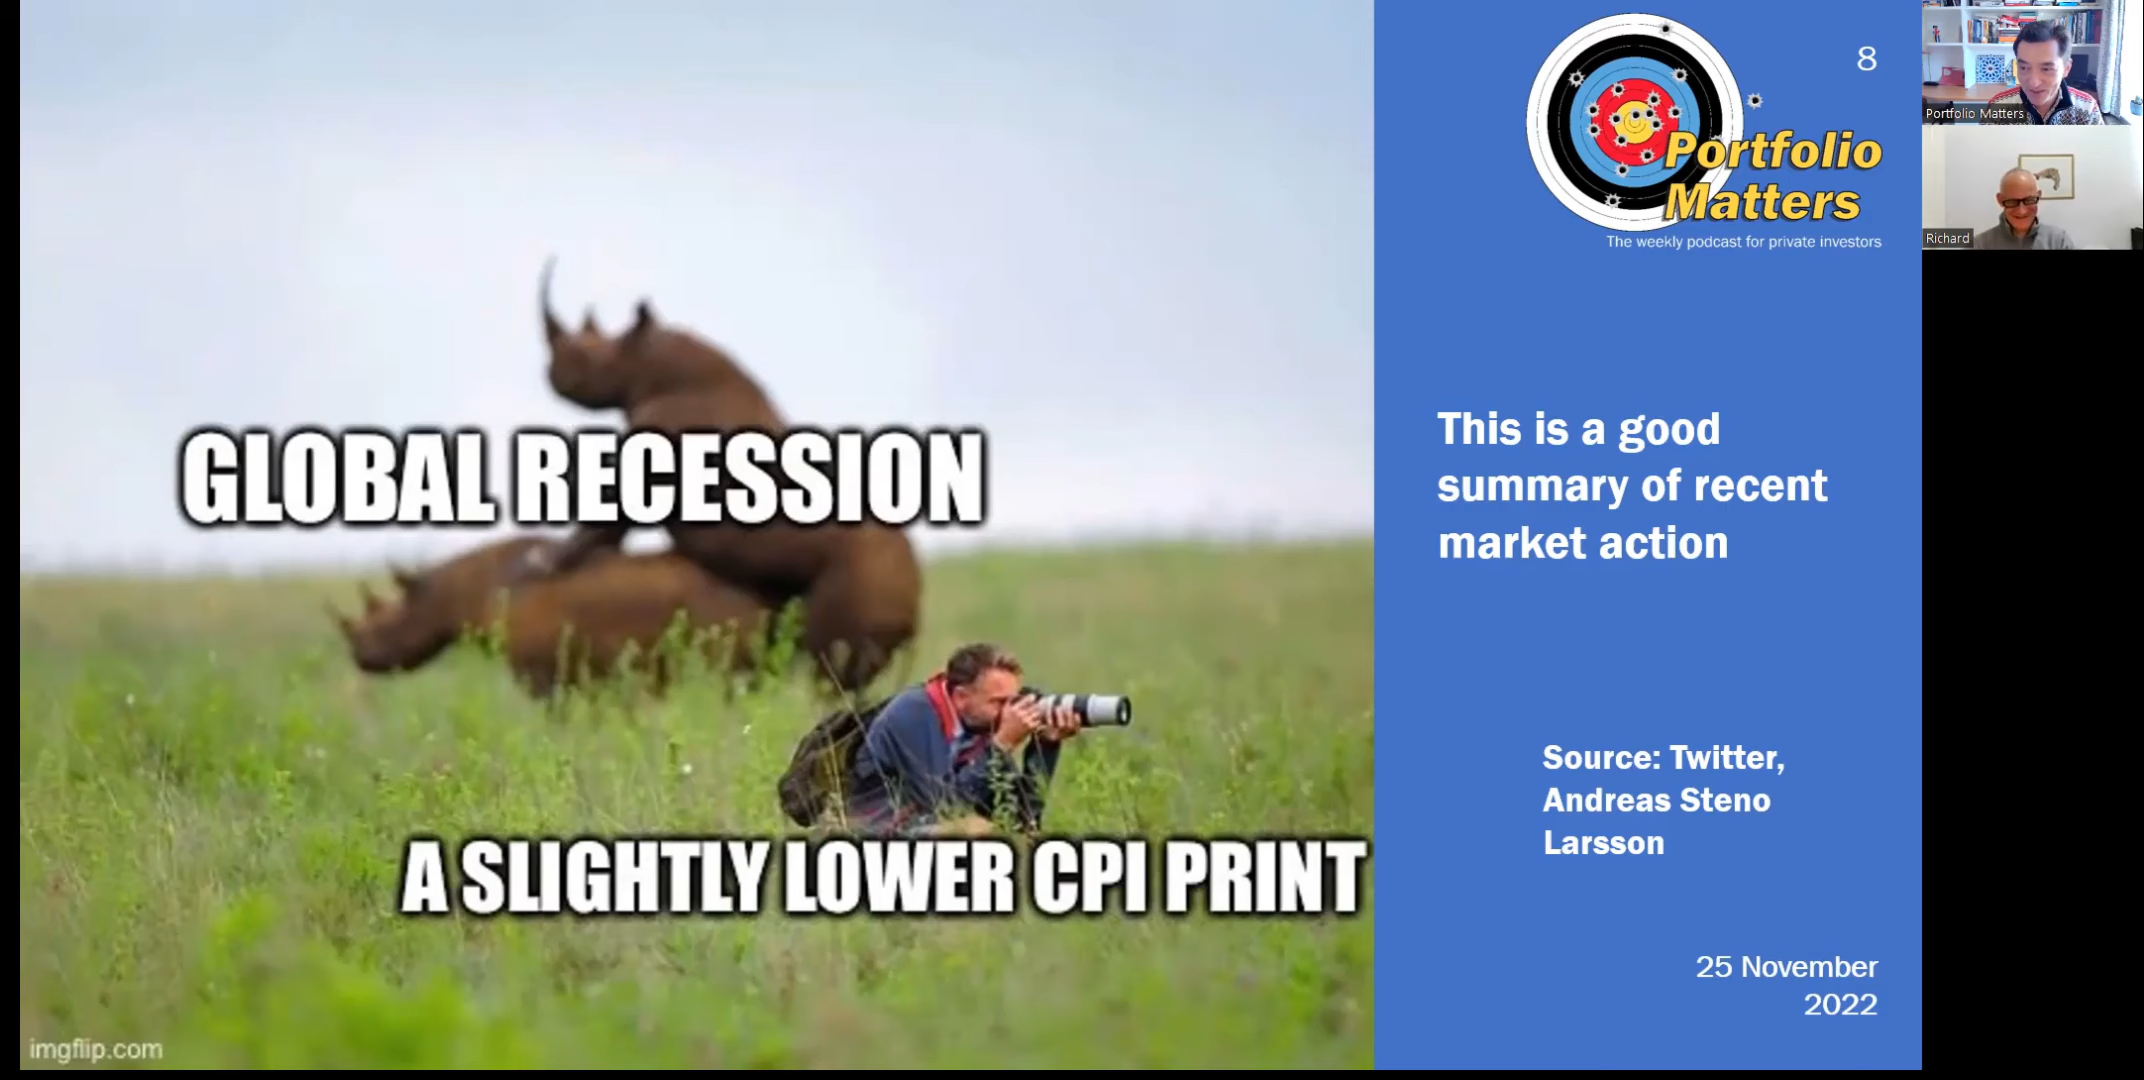 GLOBAL RECESSION
A SLIGHTLY LOWER CPI PRINT
imgflip.com
8
Portfolio
Matters
The weekly podcast for private investors
This is a good
summary of recent
market action
Source: Twitter,
Andreas Steno
Larsson
25 November
2022
Portfolio Matters
Richard